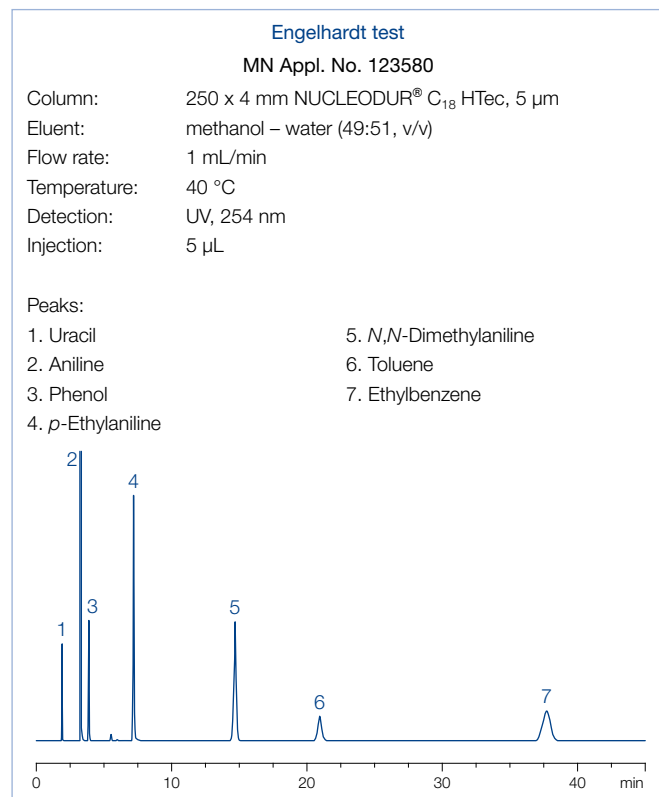 Engelhardt test
MN Appl. No. 123580
Column: 250 x 4 mm NUCLEODUR® C18 HTec, 5 µm
Eluent: methanol – water (49:51, v/v)
Flow rate: 1 mL/min
Temperature: 40 °C
Detection: UV, 254 nm
Injection: 5 µL
Peaks:
1. Uracil
2. Aniline
3. Phenol
4. p-Ethylaniline
5. N,N-Dimethylaniline
6. Toluene
7. Ethylbenzene
1
2
3
4
5
6
7
0 10 20 30 40 min